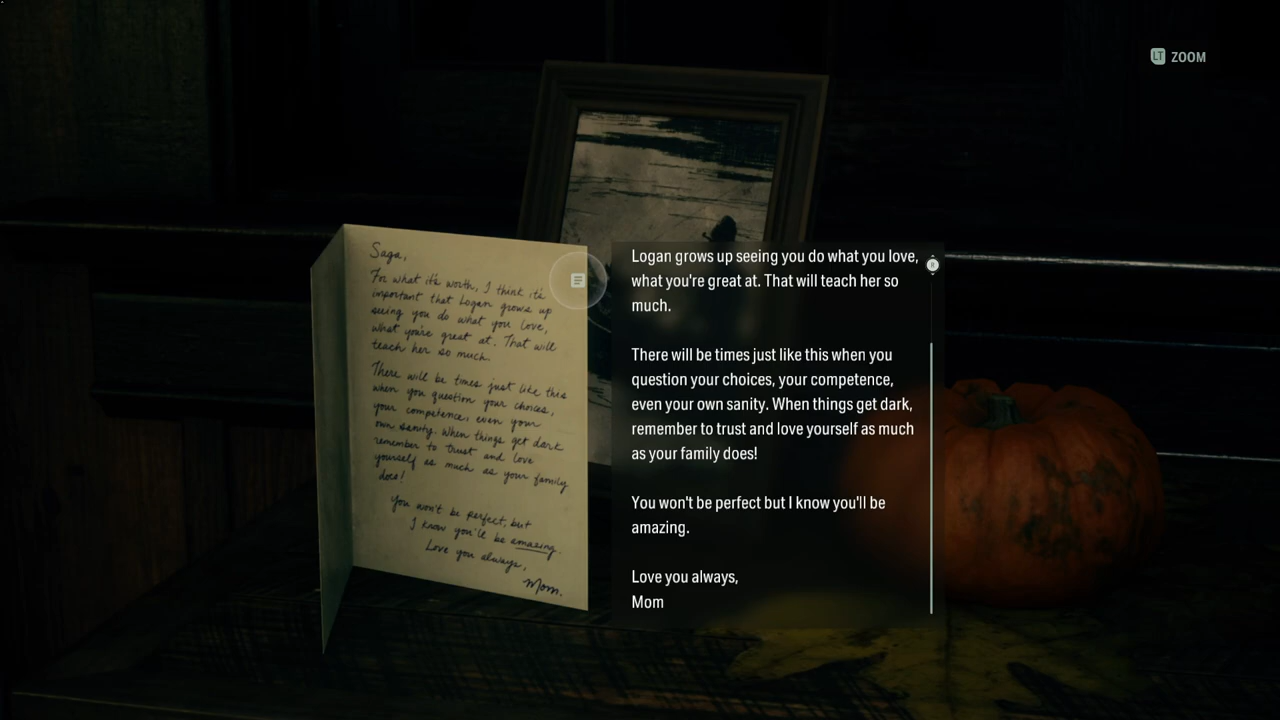 LT ZOOM
Saga,
For what it's worth, I think it's
important that Logan grows up
seeing you do what you love,
what you're great at. That will
teach her so much.
There will be times just like this
when you question your choices,
your competence, even your
own sanity. When things get dark
remember to trust and love
yourself as much as your family
does!
You won't be perfect, but
I know you'll be amazing.
Love you always,
Mom.
Logan grows up seeing you do what you love,
what you're great at. That will teach her so
much.
There will be times just like this when you
question your choices, your competence,
even your own sanity. When things get dark,
remember to trust and love yourself as much
as your family does!
You won't be perfect but I know you'll be
amazing.
Love you always,
Mom
R